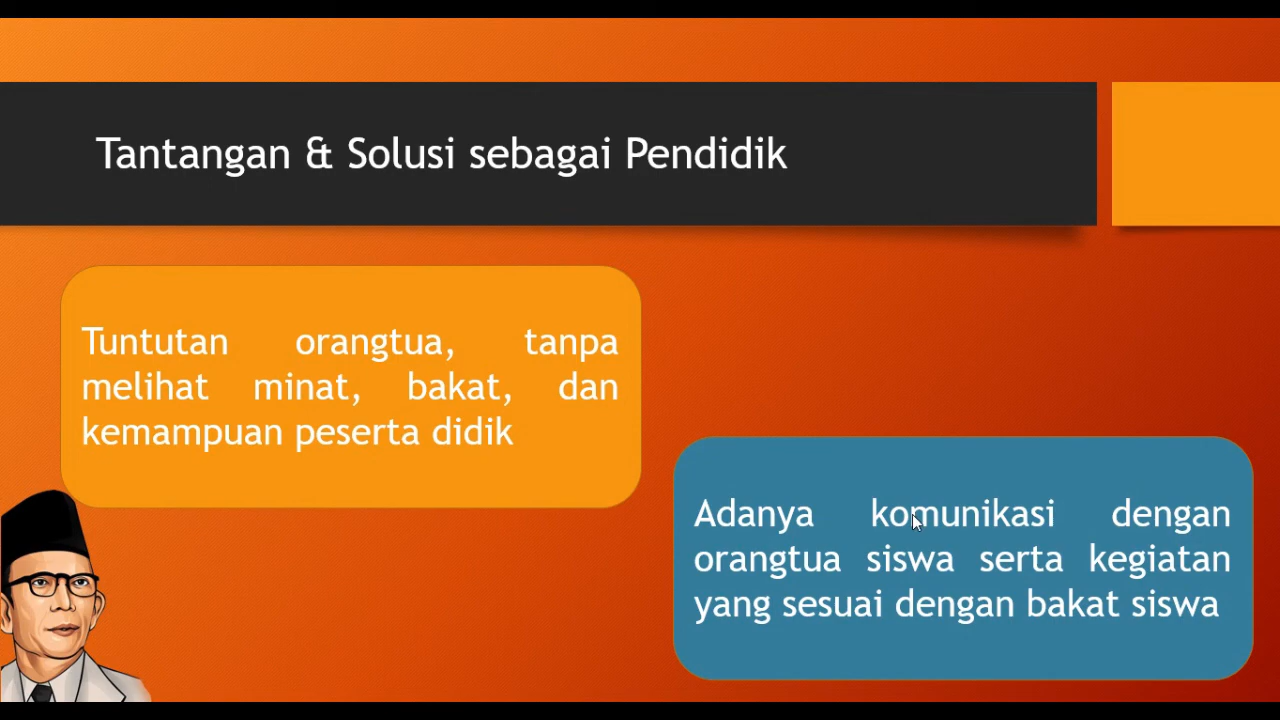 Tantangan & Solusi sebagai Pendidik
Tuntutan orangtua, tanpa
melihat minat, bakat, dan
kemampuan peserta didik
Adanya komunikasi dengan
orangtua siswa serta kegiatan
yang sesuai dengan bakat siswa